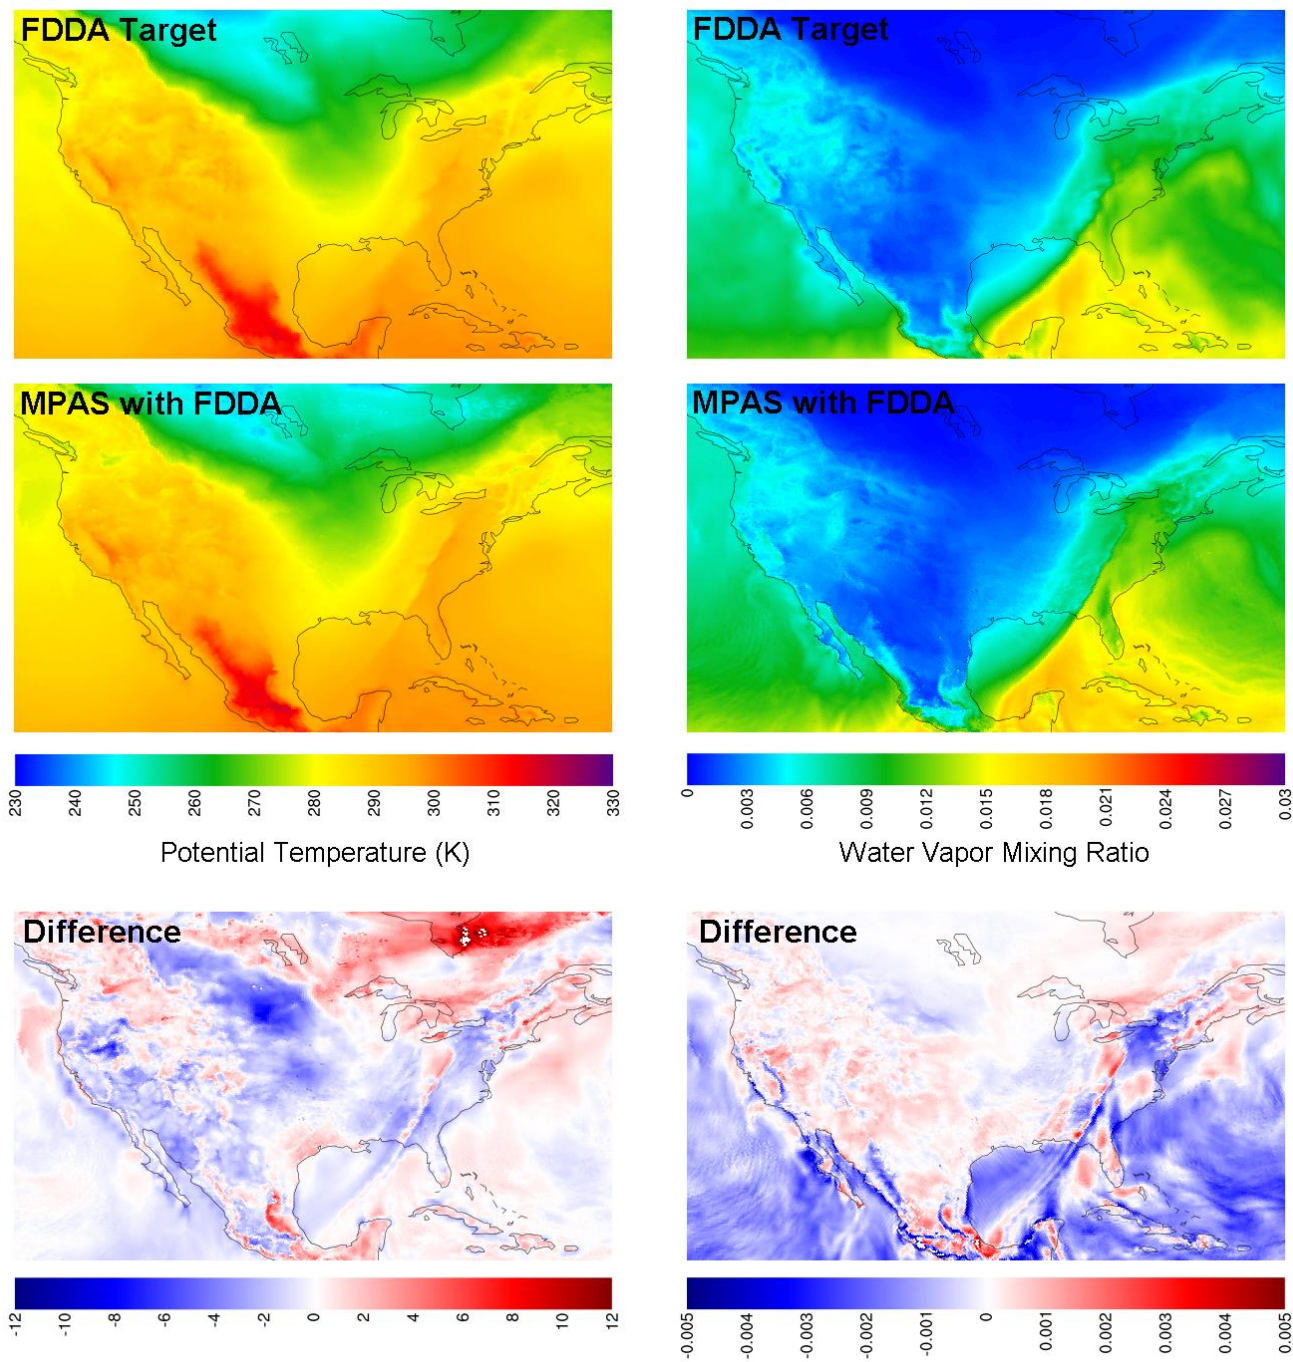 FDDA Target
FDDA Target
MPAS with FDDA
MPAS with FDDA
230 240 250 260 270 280 290 300 310 320 330
0 0.003 0.006 0.009 0.012 0.015 0.018 0.021 0.024 0.027 0.03
Potential Temperature (K)
Water Vapor Mixing Ratio
Difference
Difference
-12 -10 -8 -6 -4 -2 0 2 4 6 8 10 12
-0.005 -0.004 -0.003 -0.002 -0.001 0 0.001 0.002 0.003 0.004 0.005